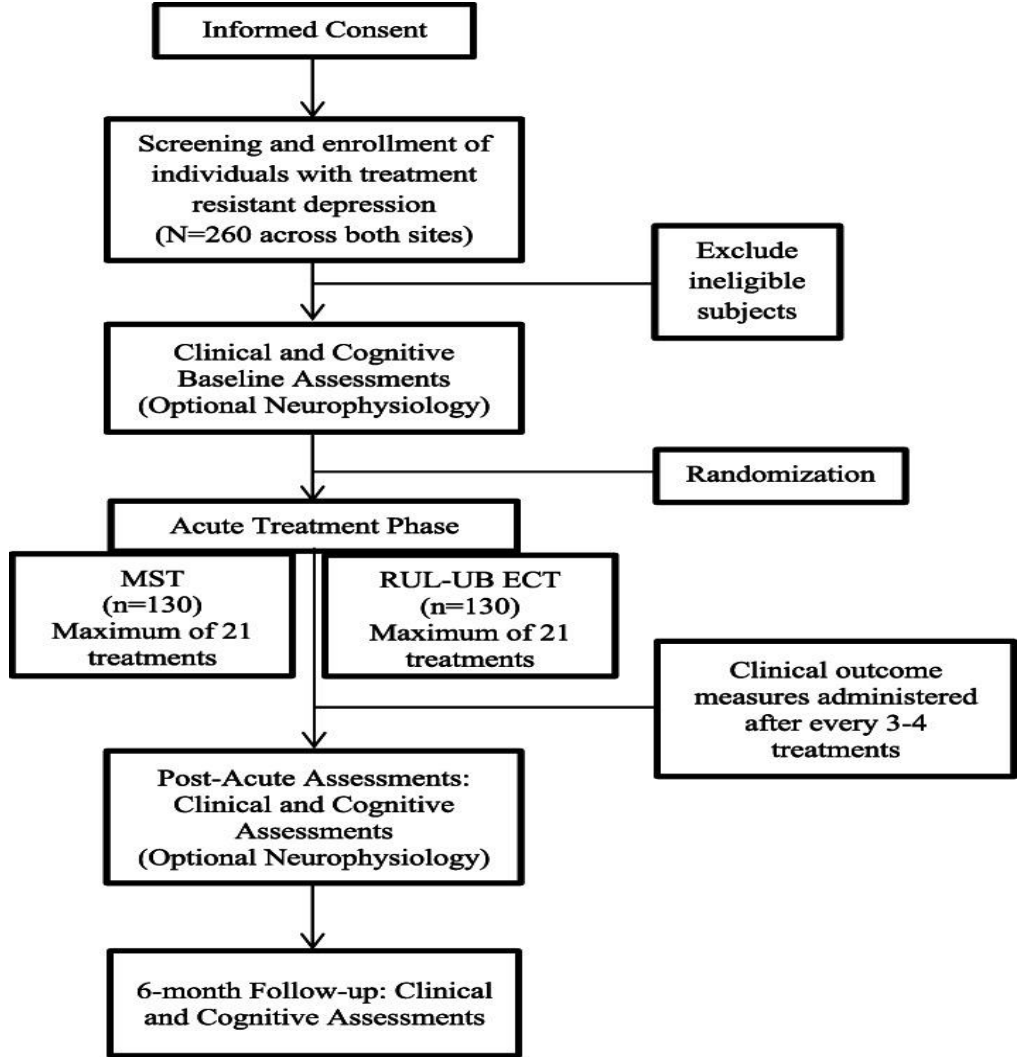 Informed Consent
Screening and enrollment of
individuals with treatment
resistant depression
(N=260 across both sites)
Exclude
ineligible
subjects
Clinical and Cognitive
Baseline Assessments
(Optional Neurophysiology)
Randomization
Acute Treatment Phase
MST
(n=130)
Maximum of 21
treatments
RUL-UB ECT
(n=130)
Maximum of 21
treatments
Clinical outcome
measures administered
after every 3-4
treatments
Post-Acute Assessments:
Clinical and Cognitive
Assessments
(Optional Neurophysiology)
6-month Follow-up: Clinical
and Cognitive Assessments